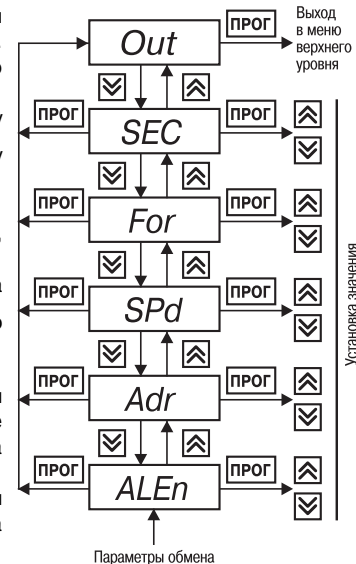 ПРОГ
Выход
в меню
верхнего
уровня
Out
ПРОГ
ПРОГ
SEC
ПРОГ
ПРОГ
For
ПРОГ
ПРОГ
SPd
ПРОГ
ПРОГ
Adr
ПРОГ
ПРОГ
ALEn
Установка значения
Параметры обмена